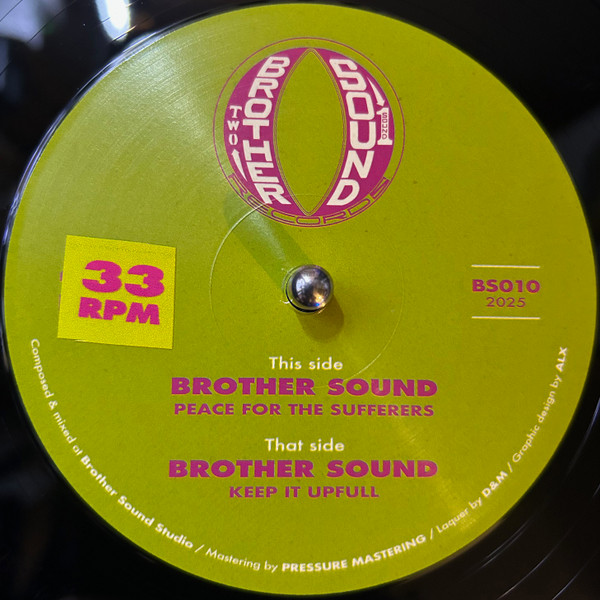 BROTHER SOUND
TWO SOUNDS
RECORDS
33
RPM
BS010
2025
This side
BROTHER SOUND
PEACE FOR THE SUFFERERS
That side
BROTHER SOUND
KEEP IT UPFULL
Composed & mixed at Brother Sound Studio / Mastering by PRESSURE MASTERING / Laquer by D&M / Graphic design by ALX